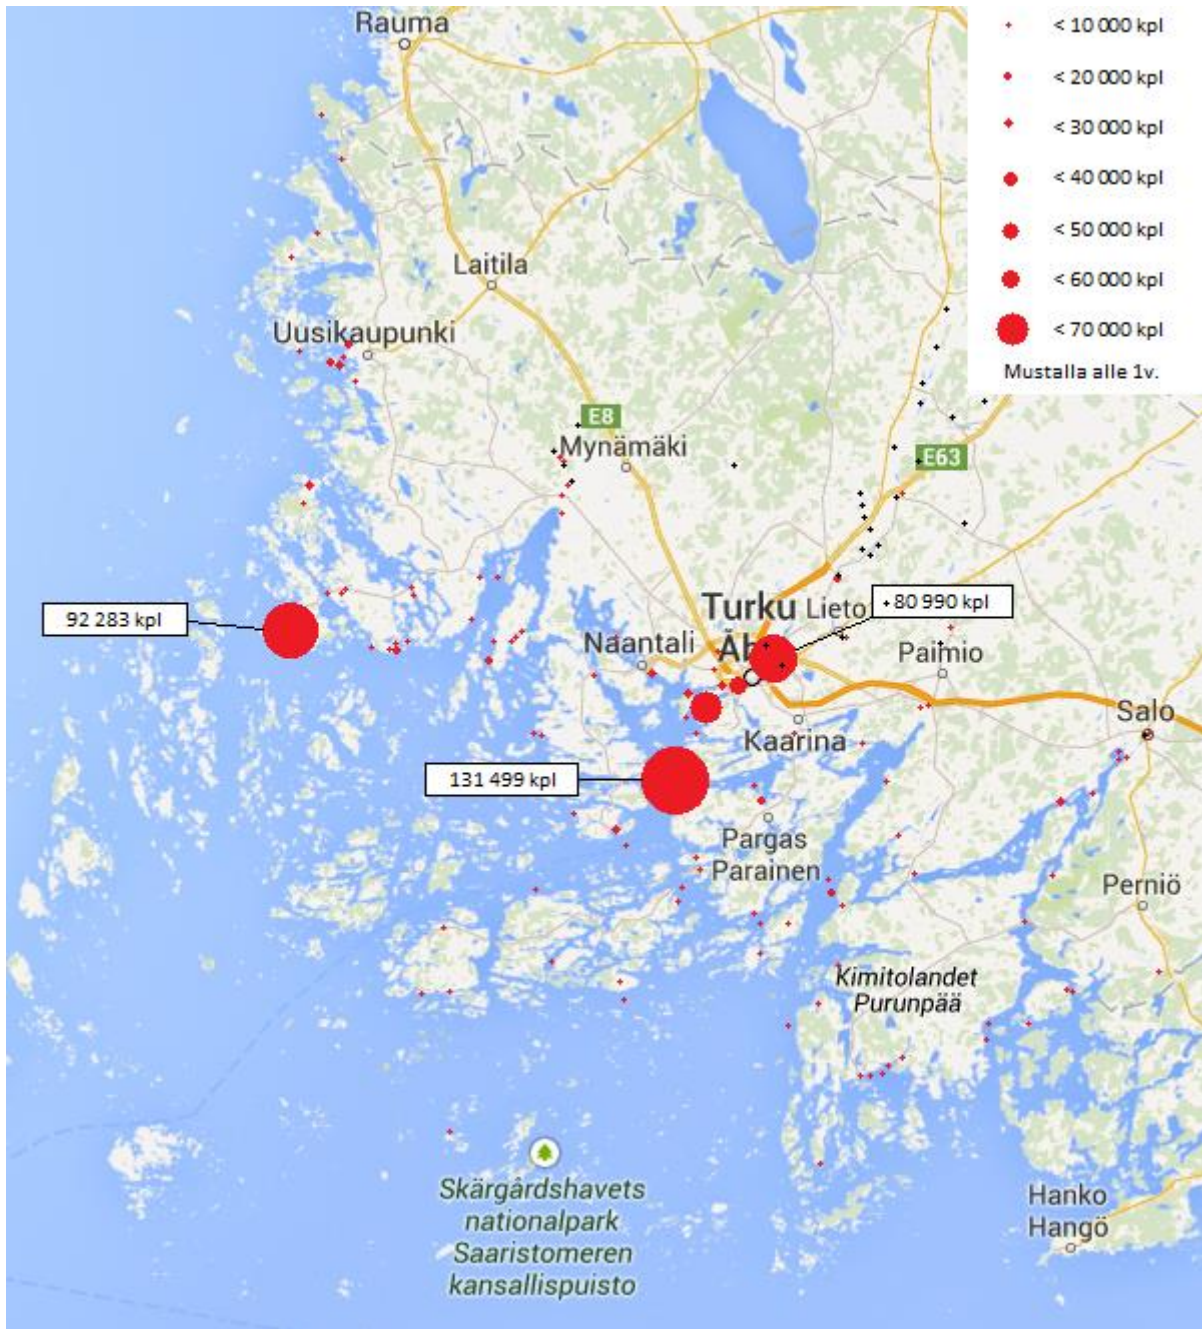 Rauma
< 10 000 kpl
< 20 000 kpl
< 30 000 kpl
< 40 000 kpl
< 50 000 kpl
< 60 000 kpl
< 70 000 kpl
Mustalla alle 1v.
Laitila
Uusikaupunki
E8
Mynämäki
E63
92 283 kpl
Turku
Lieto
80 990 kpl
Naantali
Paimio
Salo
Kaarina
131 499 kpl
Pargas
Parainen
Perniö
Kimitolandet
Purunpää
Skärgårdshavets
nationalpark
Saaristomeren
kansallispuisto
Hanko
Hangö